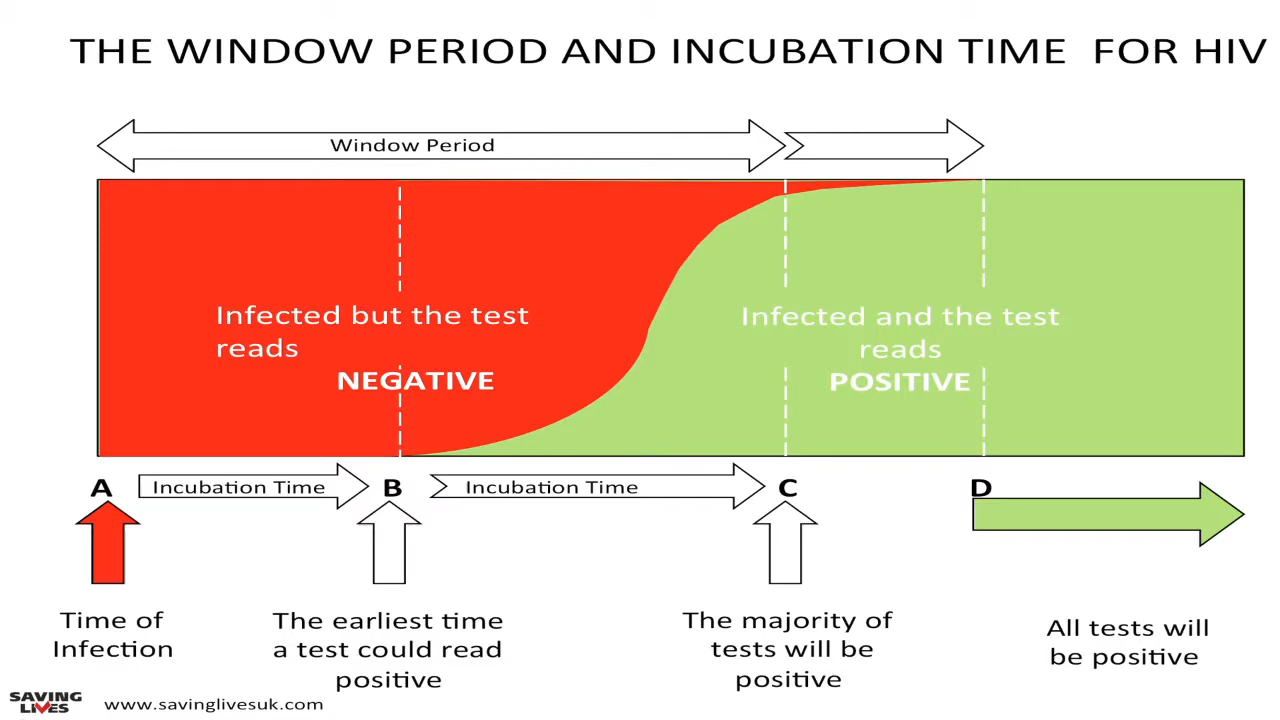 THE WINDOW PERIOD AND INCUBATION TIME FOR HIV
Window Period
Infected but the test
reads
NEGATIVE
Infected and the test
reads
POSITIVE
A
Incubation Time
B
Incubation Time
C
D
Time of
Infection
The earliest time
a test could read
positive
The majority of
tests will be
positive
All tests will
be positive
SAVING
LIVES
www.savinglivesuk.com